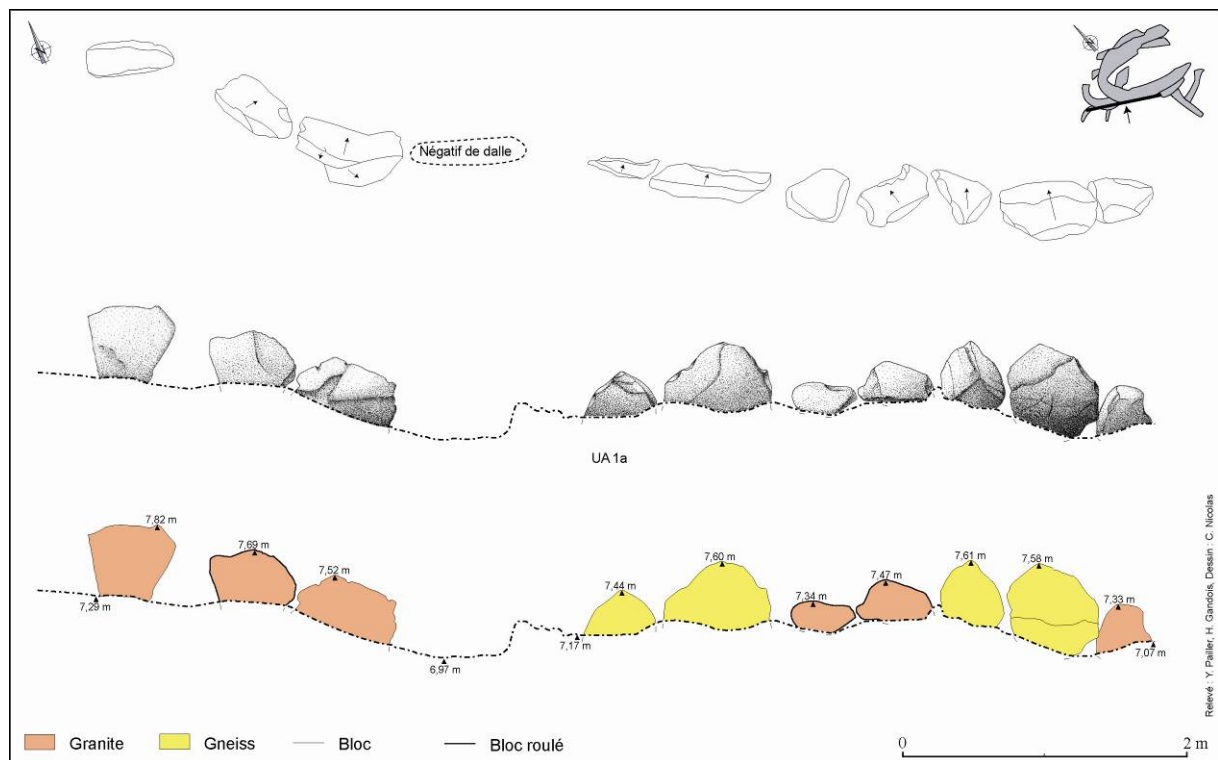 Négatif de dalle
UA 1a
7,82 m
7,69 m
7,52 m
7,29 m
6,97 m
7,44 m
7,60 m
7,17 m
7,34 m
7,47 m
7,61 m
7,58 m
7,33 m
7,07 m
Granite
Gneiss
Bloc
Bloc roulé
0
2 m
Relevé : Y. Pailler, H. Gandois, Dessin : C. Nicolas